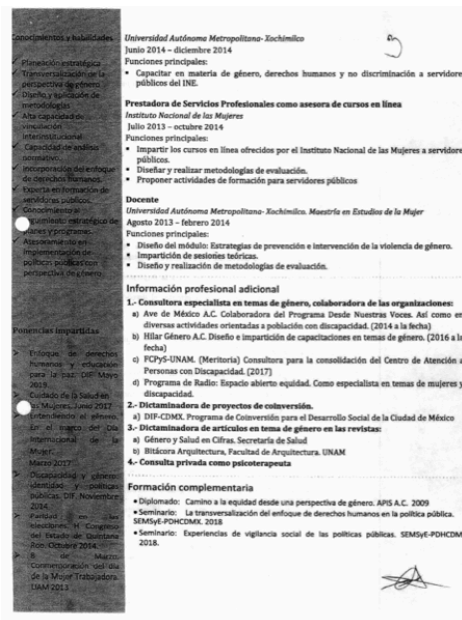 Conocimientos y habilidades
✓ Planeación estratégica
✓ Transversalización de la
perspectiva de género
✓ Diseño y aplicación de
metodologías
✓ Alta capacidad de
vinculación
interinstitucional
✓ Capacidad de análisis
normativo.
✓ Incorporación del enfoque
de derechos humanos.
✓ Experta en formación de
servidores públicos.
✓ Conocimientos
estratégico de
planes y programas.
✓ Asesoramiento en
implementación de
políticas públicas con
perspectiva de género
Ponencias impartidas
Enfoque de derechos
humanos y educación
para la paz. DIF Mayo
Cuidado de la Salud en
las Mujeres. Junio 2017
Entendiendo al género.
En el marco del Día
Internacional de la
Mujer.
Marzo 2017
Discapacidad y género:
identidad y políticas
públicas. DIF Noviembre
2014.
Paridad en las
elecciones. H. Congreso
del Estado de Quintana
Roo. Octubre 2014.
8 de Marzo.
Conmemoración del día
de la Mujer Trabajadora.
UAM 2013
Universidad Autónoma Metropolitana- Xochimilco
Junio 2014 – diciembre 2014
Funciones principales:
▪ Capacitar en materia de género, derechos humanos y no discriminación a servidore
públicos del INE.
Prestadora de Servicios Profesionales como asesora de cursos en línea
Instituto Nacional de las Mujeres
Julio 2013 – octubre 2014
Funciones principales:
▪ Impartir los cursos en línea ofrecidos por el Instituto Nacional de las Mujeres a servidore
públicos.
▪ Diseñar y realizar metodologías de evaluación.
▪ Proponer actividades de formación para servidores públicos
Docente
Universidad Autónoma Metropolitana- Xochimilco. Maestría en Estudios de la Mujer
Agosto 2013 – febrero 2014
Funciones principales:
▪ Diseño del módulo: Estrategias de prevención e intervención de la violencia de género.
▪ Impartición de sesiones teóricas.
▪ Diseño y realización de metodologías de evaluación.
Información profesional adicional
1.- Consultora especialista en temas de género, colaboradora de las organizaciones:
a) Ave de México A.C. Colaboradora del Programa Desde Nuestras Voces. Así como en
diversas actividades orientadas a población con discapacidad. (2014 a la fecha)
b) Hilar Género A.C. Diseño e impartición de capacitaciones en temas de género. (2016 a la
fecha)
c) FCPyS-UNAM. (Meritoria) Consultora para la consolidación del Centro de Atención a
Personas con Discapacidad. (2017)
d) Programa de Radio: Espacio abierto equidad. Como especialista en temas de mujeres y
discapacidad.
2.- Dictaminadora de proyectos de coinversión.
a) DIF-CDMX. Programa de Coinversión para el Desarrollo Social de la Ciudad de México
3.- Dictaminadora de artículos en tema de género en las revistas:
a) Género y Salud en Cifras. Secretaría de Salud
b) Bitácora Arquitectura, Facultad de Arquitectura. UNAM
4.- Consulta privada como psicoterapeuta
Formación complementaria
• Diplomado: Camino a la equidad desde una perspectiva de género. APIS A.C. 2009
• Seminario: La transversalización del enfoque de derechos humanos en la política pública.
SEMSyE-PDHCDMX. 2018
• Seminario: Experiencias de vigilancia social de las políticas públicas. SEMSyE-PDHCDMX
2018.